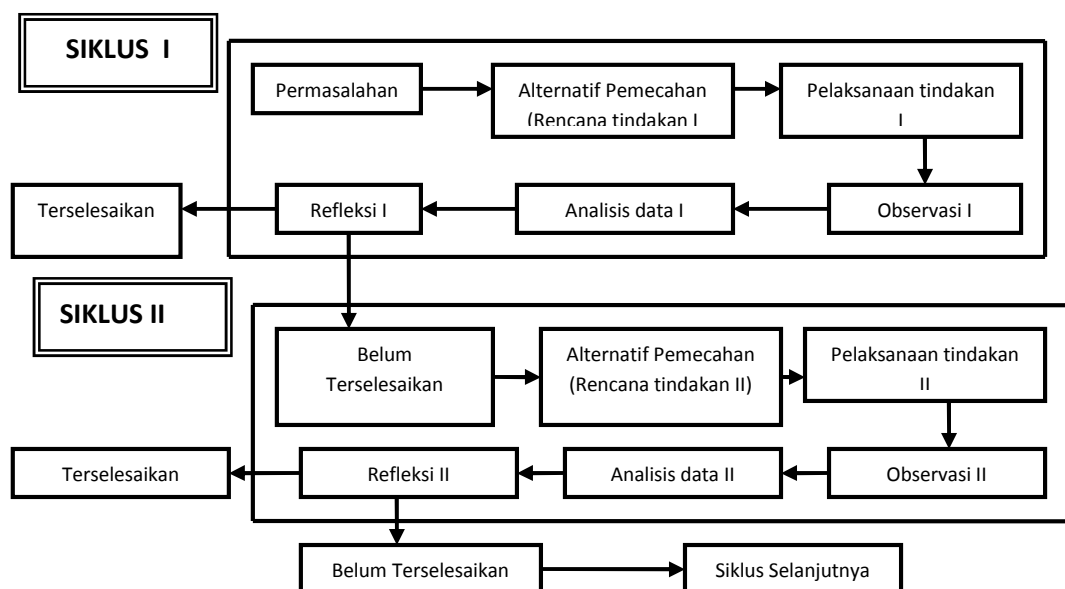 SIKLUS I
Permasalahan
Alternatif Pemecahan
(Rencana tindakan I
Pelaksanaan tindakan
I
Terselesaikan
Refleksi I
Analisis data I
Observasi I
SIKLUS II
Belum
Terselesaikan
Alternatif Pemecahan
(Rencana tindakan II)
Pelaksanaan tindakan
II
Terselesaikan
Refleksi II
Analisis data II
Observasi II
Belum Terselesaikan
Siklus Selanjutnya